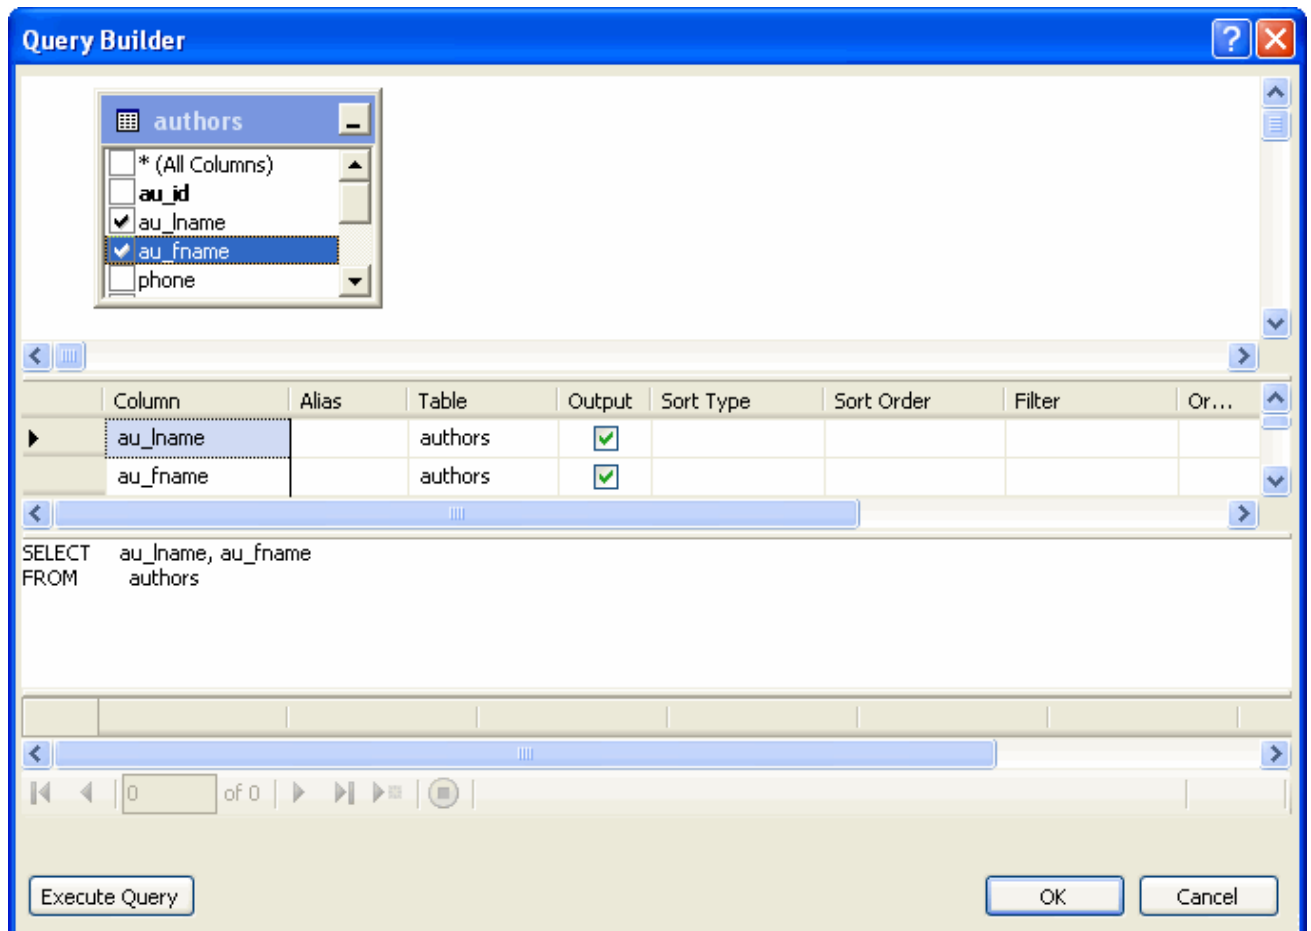 Query Builder
authors
* (All Columns)
au_id
au_lname
au_fname
phone
Column Alias Table Output Sort Type Sort Order Filter Or...
au_lname authors
au_fname authors
SELECT au_lname, au_fname
FROM authors
0 of 0
Execute Query OK Cancel